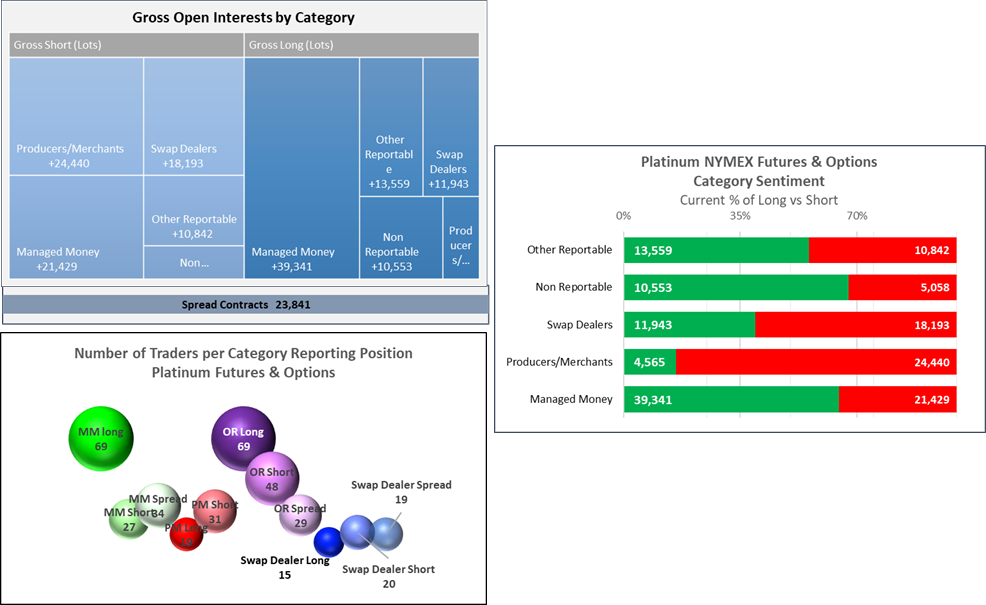 Gross Open Interests by Category
Gross Short (Lots)
Gross Long (Lots)
Producers/Merchants
+24,440
Swap Dealers
+18,193
Managed Money
+21,429
Other Reportable
+10,842
Non...
Managed Money
+39,341
Other
Reportabl
e
+13,559
Swap
Dealers
+11,943
Non
Reportable
+10,553
Prod
ucer
s/...
Spread Contracts 23,841
Number of Traders per Category Reporting Position
Platinum Futures & Options
MM long
69
OR Long
69
OR Short
48
MM Spread
34
MM Short
27
PM Short
31
PM Long
OR Spread
29
Swap Dealer Spread
19
Swap Dealer Long
15
Swap Dealer Short
20
Platinum NYMEX Futures & Options
Category Sentiment
Current % of Long vs Short
0%
35%
70%
Other Reportable
13,559
10,842
Non Reportable
10,553
5,058
Swap Dealers
11,943
18,193
Producers/Merchants
4,565
24,440
Managed Money
39,341
21,429